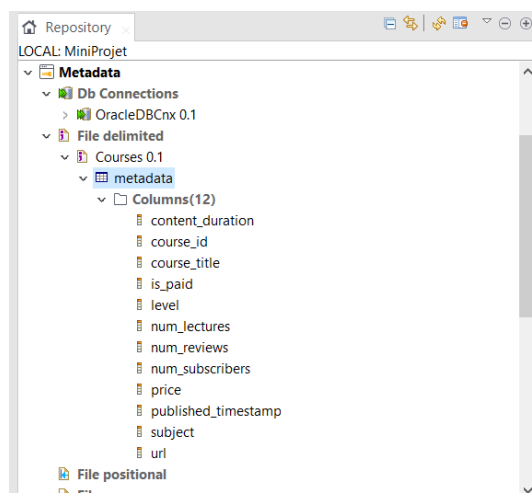 Repository
LOCAL: MiniProjet
Metadata
Db Connections
OracleDBCnx 0.1
File delimited
Courses 0.1
metadata
Columns(12)
content_duration
course_id
course_title
is_paid
level
num_lectures
num_reviews
num_subscribers
price
published_timestamp
subject
url
File positional